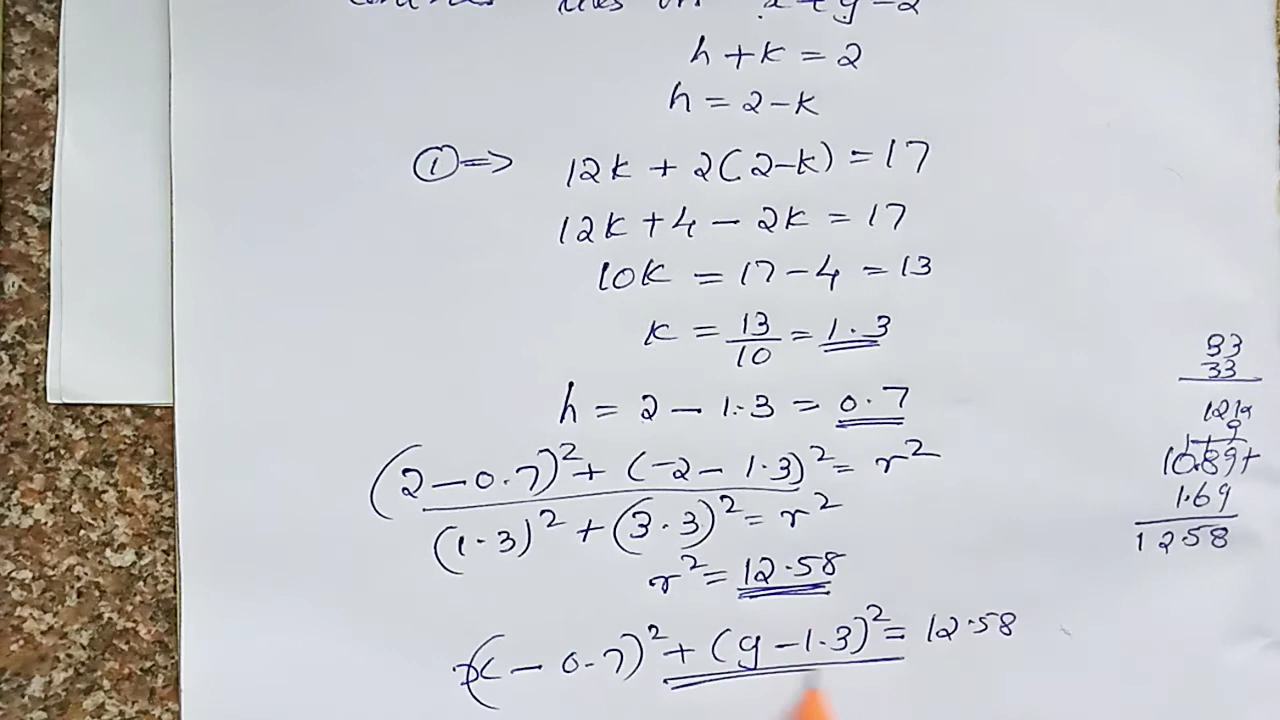 x + y = 2
h + k = 2
h = 2 - k
① ⇒ 12k + 2(2-k) = 17
12k + 4 - 2k = 17
10k = 17 - 4 = 13
k = 13/10 = 1.3
h = 2 - 1.3 = 0.7
(2 - 0.7)² + (-2 - 1.3)² = r²
(1.3)² + (3.3)² = r²
r² = 12.58
x(- 0.7)² + (y - 1.3)² = 12.58
33
33
9
10.89+
1.69
12.58